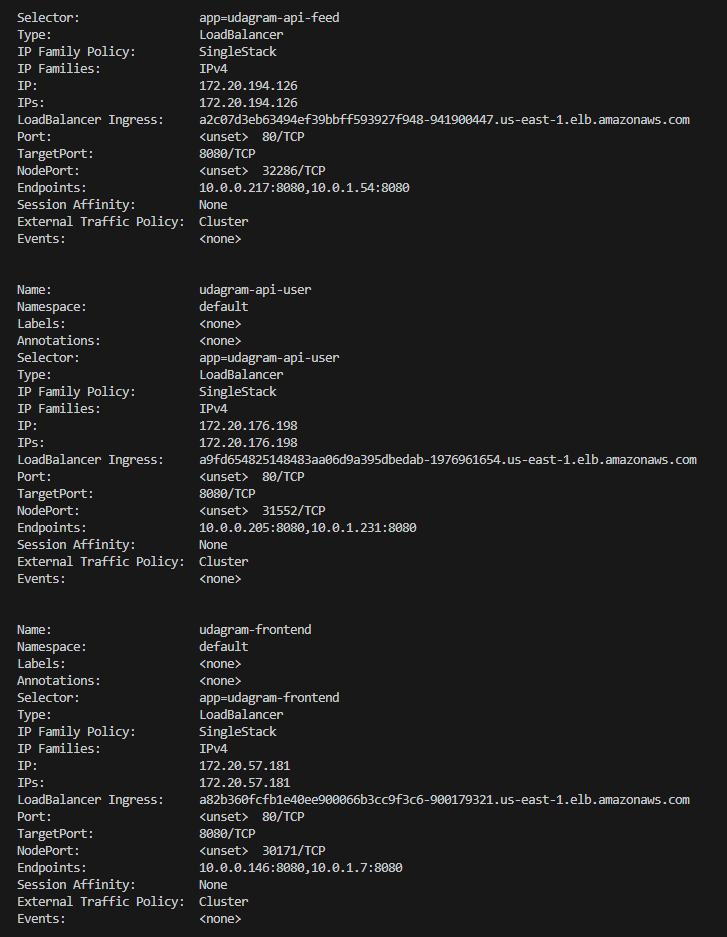 Selector:                 app=udagram-api-feed
Type:                     LoadBalancer
IP Family Policy:         SingleStack
IP Families:              IPv4
IP:                       172.20.194.126
IPs:                      172.20.194.126
LoadBalancer Ingress:     a2c07d3eb63494ef39bbff593927f948-941900447.us-east-1.elb.amazonaws.com
Port:                     <unset>  80/TCP
TargetPort:               8080/TCP
NodePort:                 <unset>  32286/TCP
Endpoints:                10.0.0.217:8080,10.0.1.54:8080
Session Affinity:         None
External Traffic Policy:  Cluster
Events:                   <none>
Name:                     udagram-api-user
Namespace:                default
Labels:                   <none>
Annotations:              <none>
Selector:                 app=udagram-api-user
Type:                     LoadBalancer
IP Family Policy:         SingleStack
IP Families:              IPv4
IP:                       172.20.176.198
IPs:                      172.20.176.198
LoadBalancer Ingress:     a9fd654825148483aa06d9a395dbedab-1976961654.us-east-1.elb.amazonaws.com
Port:                     <unset>  80/TCP
TargetPort:               8080/TCP
NodePort:                 <unset>  31552/TCP
Endpoints:                10.0.0.205:8080,10.0.1.231:8080
Session Affinity:         None
External Traffic Policy:  Cluster
Events:                   <none>
Name:                     udagram-frontend
Namespace:                default
Labels:                   <none>
Annotations:              <none>
Selector:                 app=udagram-frontend
Type:                     LoadBalancer
IP Family Policy:         SingleStack
IP Families:              IPv4
IP:                       172.20.57.181
IPs:                      172.20.57.181
LoadBalancer Ingress:     a82b360fcfb1e40ee900066b3cc9f3c6-900179321.us-east-1.elb.amazonaws.com
Port:                     <unset>  80/TCP
TargetPort:               8080/TCP
NodePort:                 <unset>  30171/TCP
Endpoints:                10.0.0.146:8080,10.0.1.7:8080
Session Affinity:         None
External Traffic Policy:  Cluster
Events:                   <none>